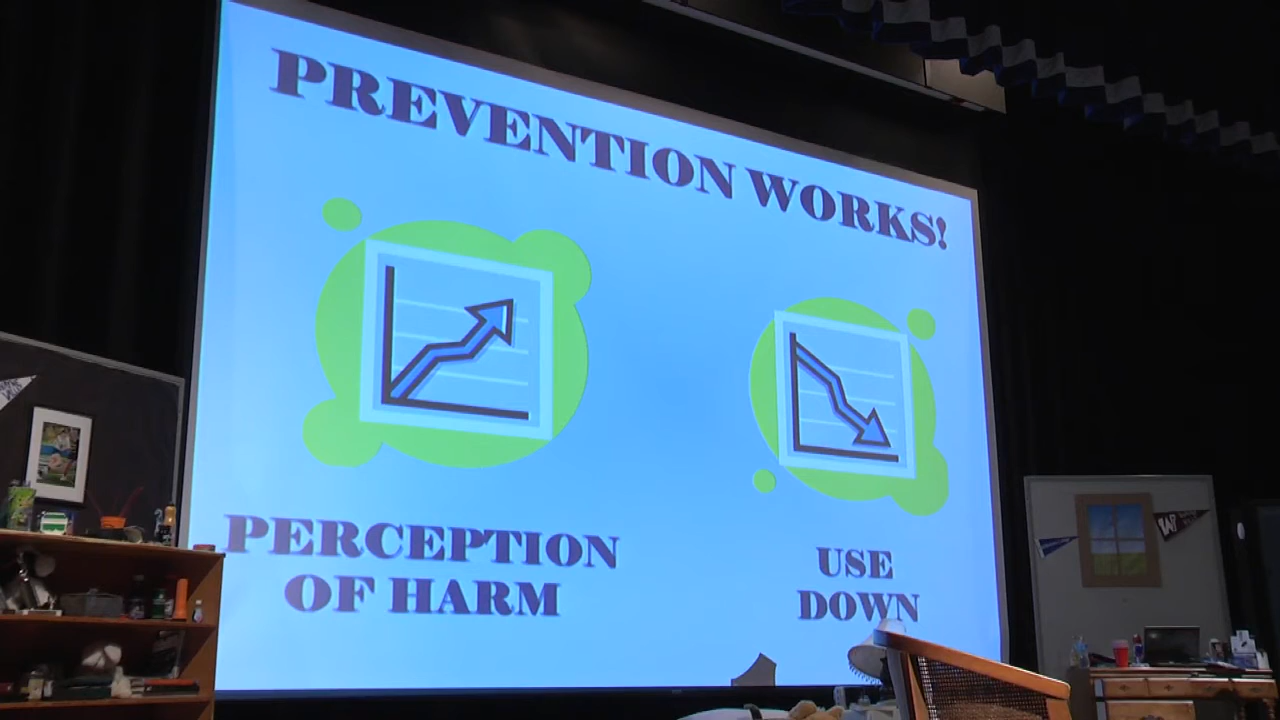 PREVENTION WORKS!
PERCEPTION
OF HARM
USE
DOWN
W